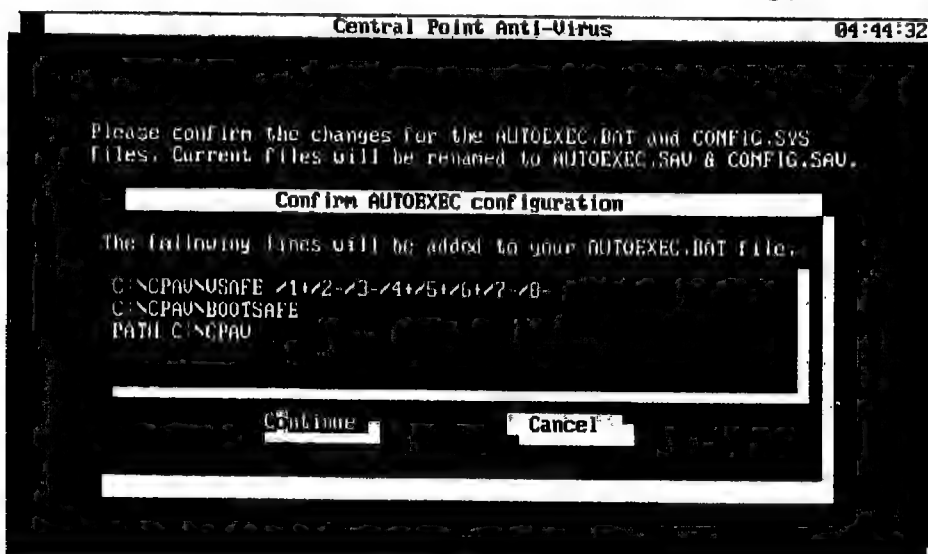 Central Point Anti-Virus 04:44:32
Please confirm the changes for the AUTOEXEC.BAT and CONFIG.SYS
files. Current files will be renamed to AUTOEXEC.SAV & CONFIG.SAV.
Confirm AUTOEXEC configuration
The following lines will be added to your AUTOEXEC.BAT file.
C:\CPAV\VSAFE /1+/2-/3-/4+/5+/6+/7-/8-
C:\CPAV\BOOTSAFE
PATH C:\CPAV
Continue Cancel